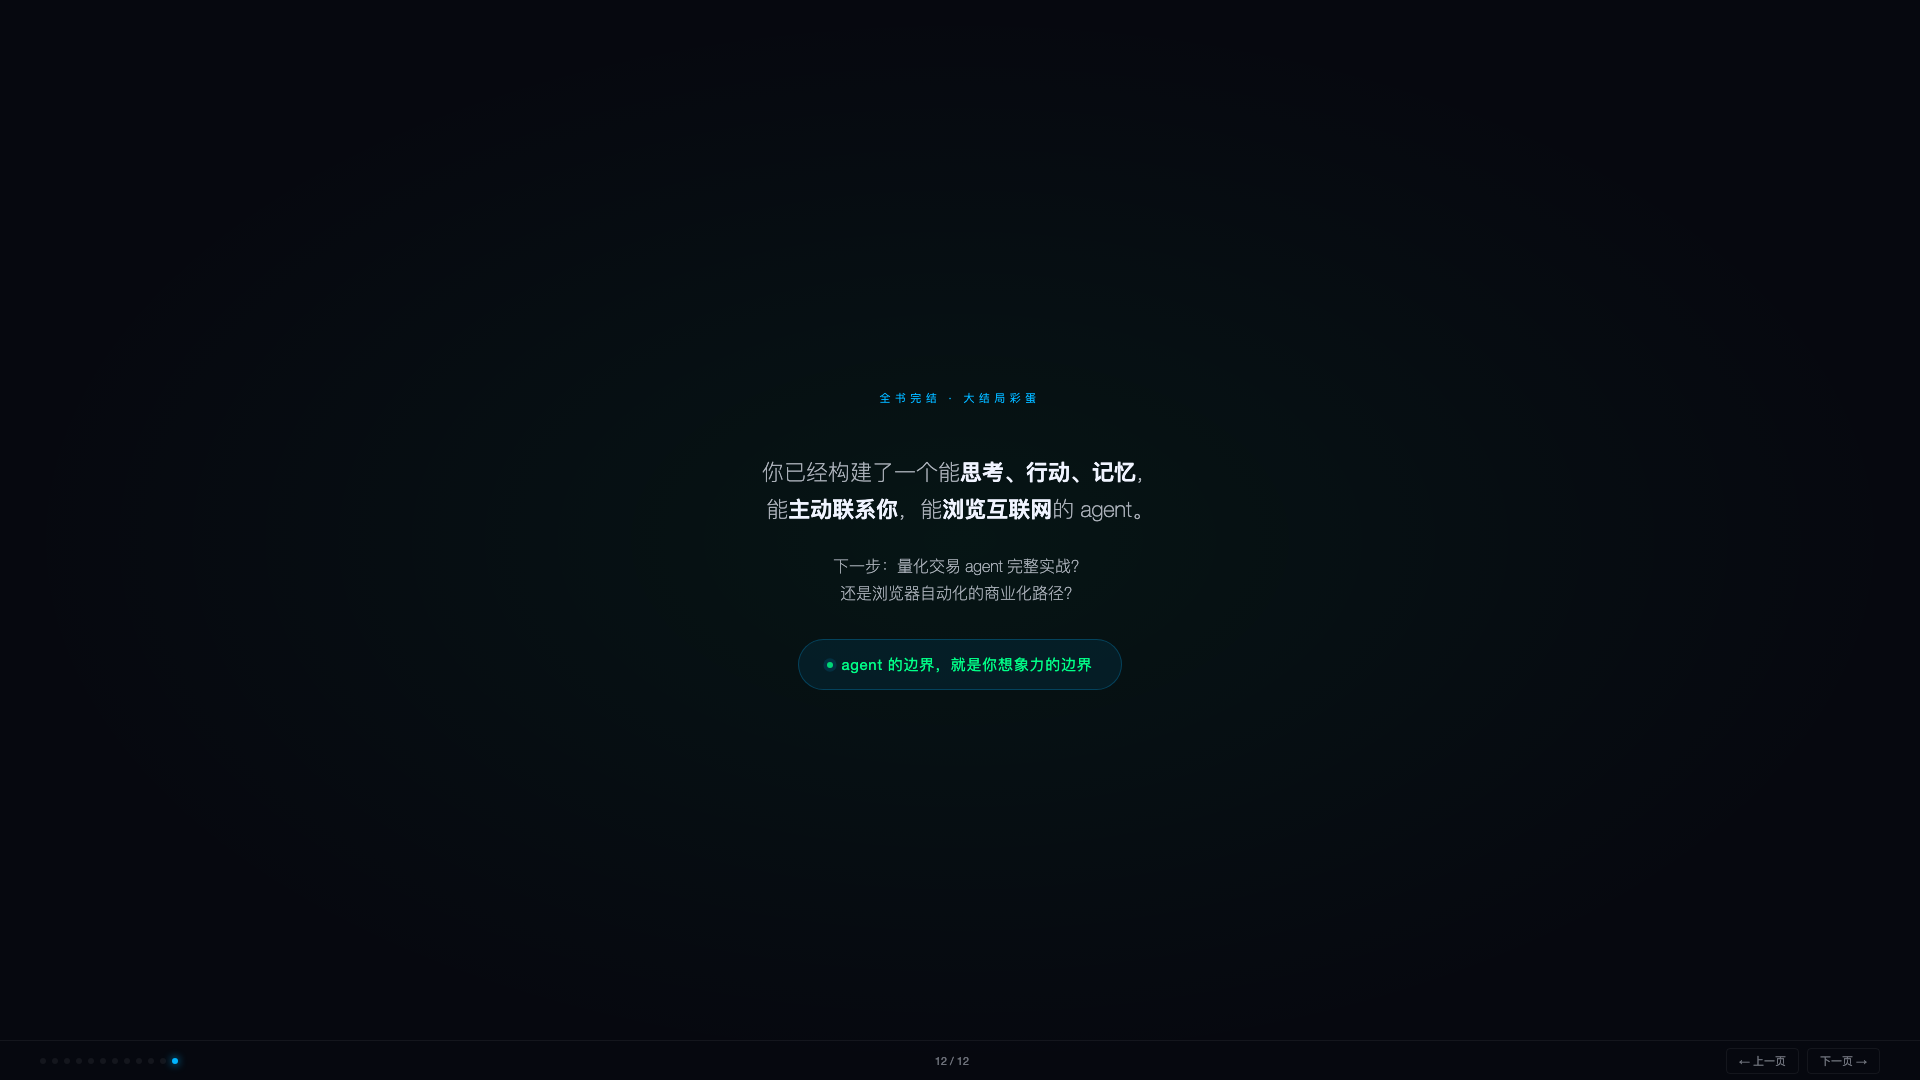 全书完结 · 大结局彩蛋
你已经构建了一个能思考、行动、记忆，
能主动联系你，能浏览互联网的 agent。
下一步：量化交易 agent 完整实战？
还是浏览器自动化的商业化路径？
agent 的边界，就是你想象力的边界
12 / 12
← 上一页
下一页 →